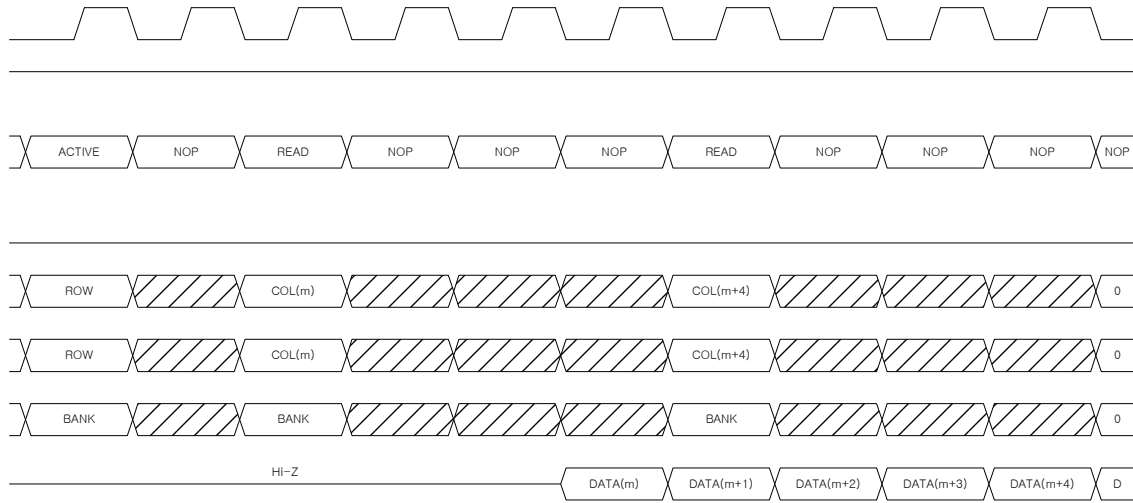 ACTIVE NOP READ NOP NOP NOP READ NOP NOP NOP NOP
ROW COL(m) COL(m+4) 0
ROW COL(m) COL(m+4) 0
BANK BANK BANK 0
Hi-Z
DATA(m) DATA(m+1) DATA(m+2) DATA(m+3) DATA(m+4) D